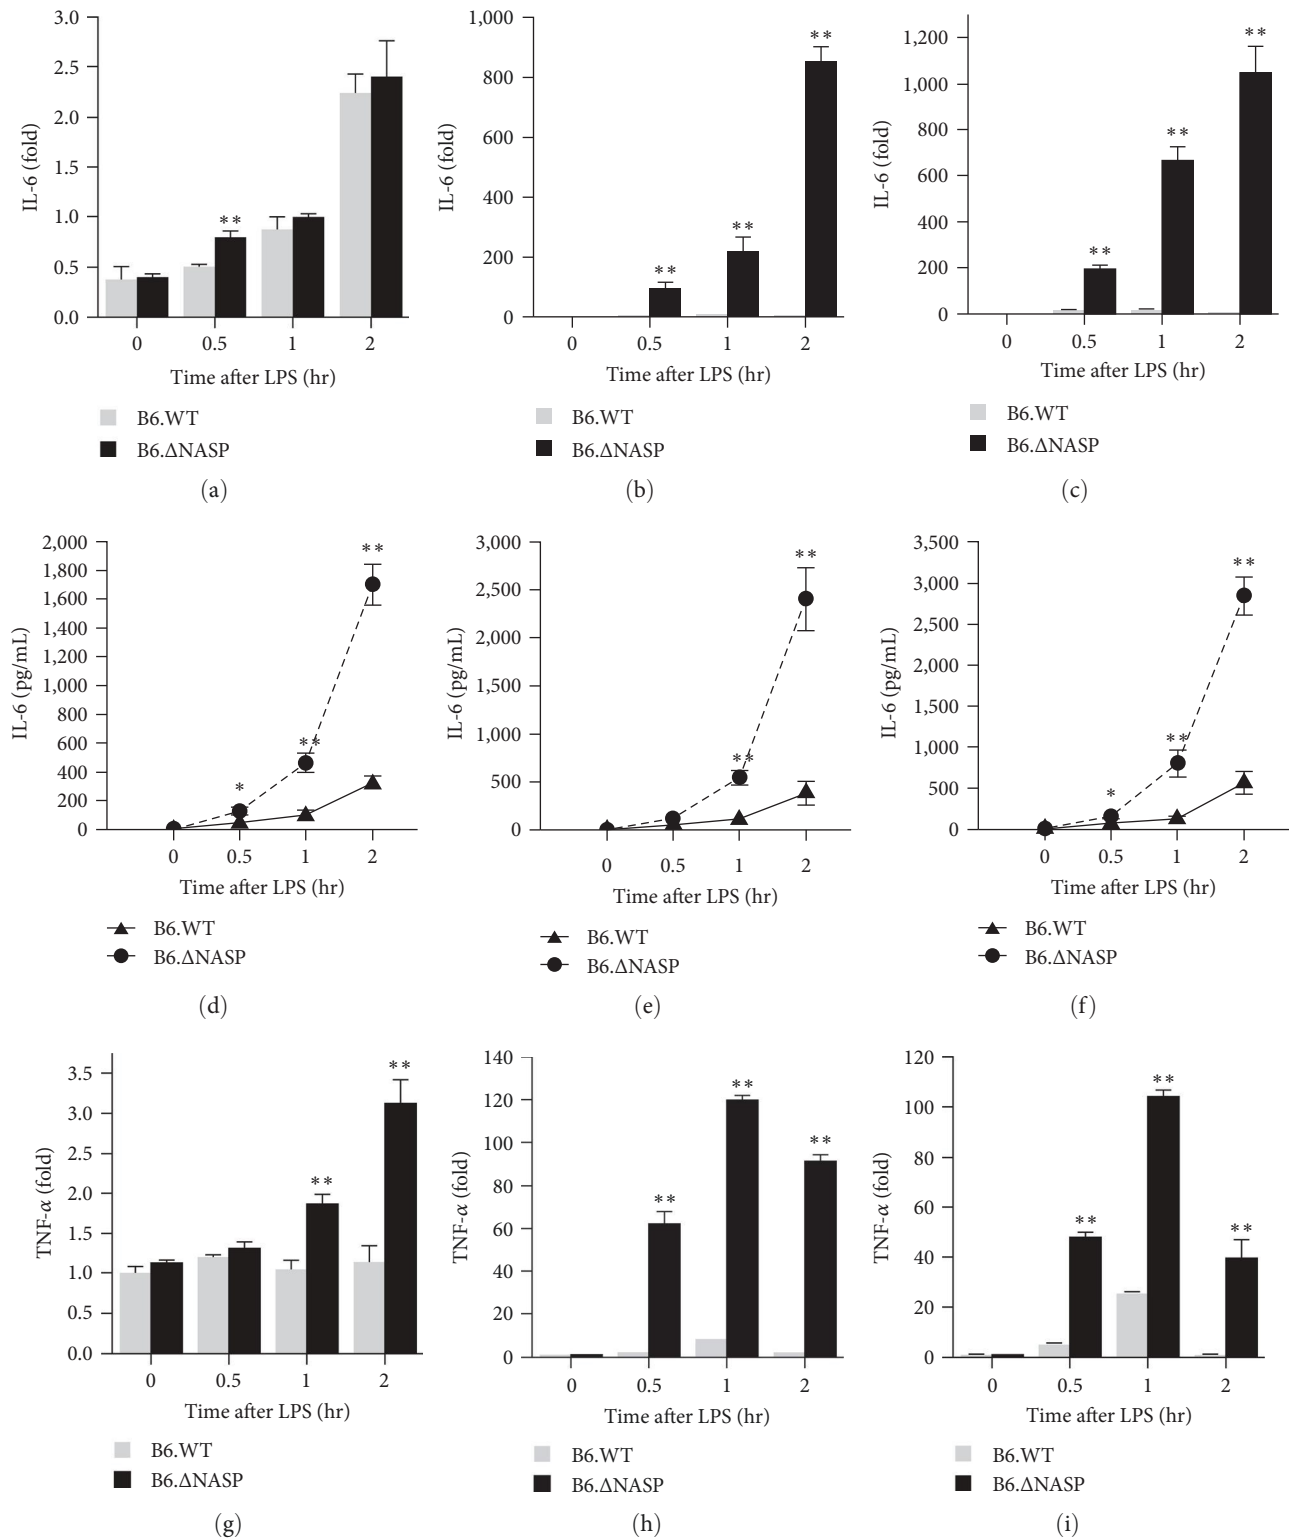 3.0
2.5
2.0
1.5
1.0
0.5
0.0
IL-6 (fold)
**
0 0.5 1 2
Time after LPS (hr)
B6.WT
B6.ΔNASP
(a)
1,000
800
600
400
200
0
IL-6 (fold)
**
**
**
0 0.5 1 2
Time after LPS (hr)
B6.WT
B6.ΔNASP
(b)
1,200
1,000
800
600
400
200
0
IL-6 (fold)
**
**
**
0 0.5 1 2
Time after LPS (hr)
B6.WT
B6.ΔNASP
(c)
2,000
1,800
1,600
1,400
1,200
1,000
800
600
400
200
0
IL-6 (pg/mL)
**
**
*
0 0.5 1 2
Time after LPS (hr)
B6.WT
B6.ΔNASP
(d)
3,000
2,500
2,000
1,500
1,000
500
0
IL-6 (pg/mL)
**
**
0 0.5 1 2
Time after LPS (hr)
B6.WT
B6.ΔNASP
(e)
3,500
3,000
2,500
2,000
1,500
1,000
500
0
IL-6 (pg/mL)
**
**
*
0 0.5 1 2
Time after LPS (hr)
B6.WT
B6.ΔNASP
(f)
3.5
3.0
2.5
2.0
1.5
1.0
0.5
0.0
TNF-α (fold)
**
**
0 0.5 1 2
Time after LPS (hr)
B6.WT
B6.ΔNASP
(g)
140
120
100
80
60
40
20
0
TNF-α (fold)
**
**
**
0 0.5 1 2
Time after LPS (hr)
B6.WT
B6.ΔNASP
(h)
120
100
80
60
40
20
0
TNF-α (fold)
**
**
**
0 0.5 1 2
Time after LPS (hr)
B6.WT
B6.ΔNASP
(i)